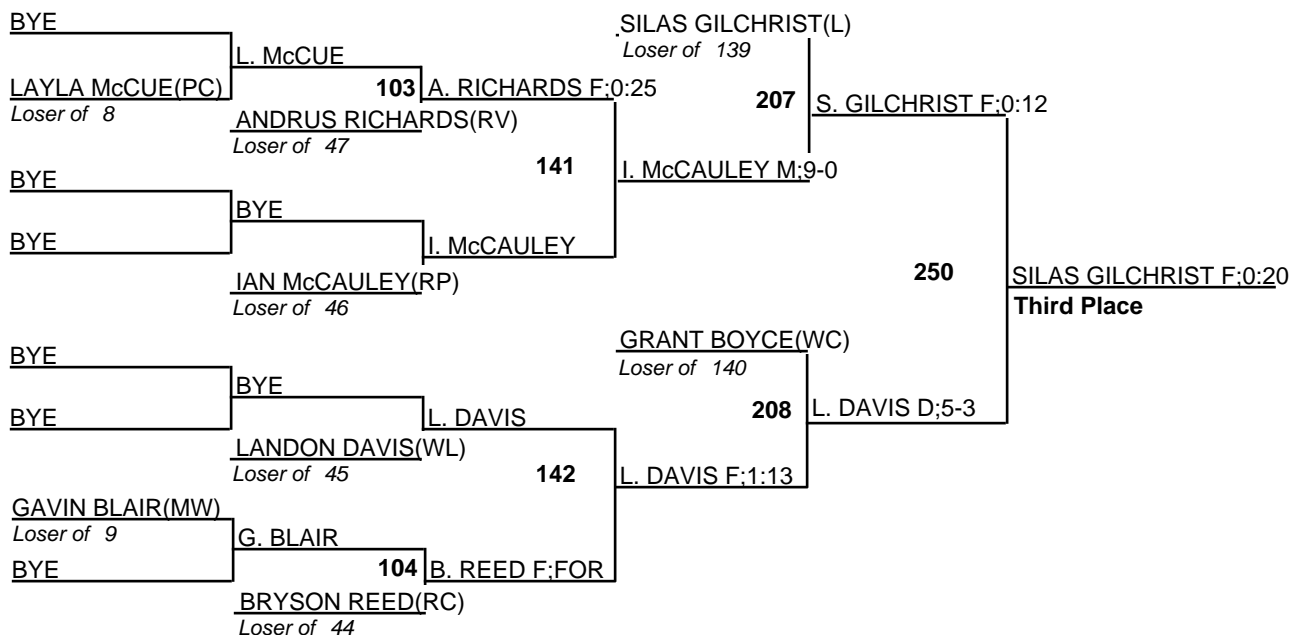 BYE
SILAS GILCHRIST(L)
Loser of 139
L. McCUE
LAYLA McCUE(PC)
Loser of 8
103
A. RICHARDS F;0:25
207
S. GILCHRIST F;0:12
ANDRUS RICHARDS(RV)
Loser of 47
141
I. McCAULEY M;9-0
BYE
BYE
BYE
I. McCAULEY
IAN McCAULEY(RP)
Loser of 46
250
SILAS GILCHRIST F;0:20
Third Place
BYE
GRANT BOYCE(WC)
Loser of 140
BYE
BYE
L. DAVIS
208
L. DAVIS D;5-3
LANDON DAVIS(WL)
Loser of 45
142
L. DAVIS F;1:13
GAVIN BLAIR(MW)
Loser of 9
G. BLAIR
BYE
104
B. REED F;FOR
BRYSON REED(RC)
Loser of 44